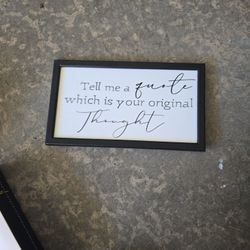 Tell me a quote
which is your original
Thought